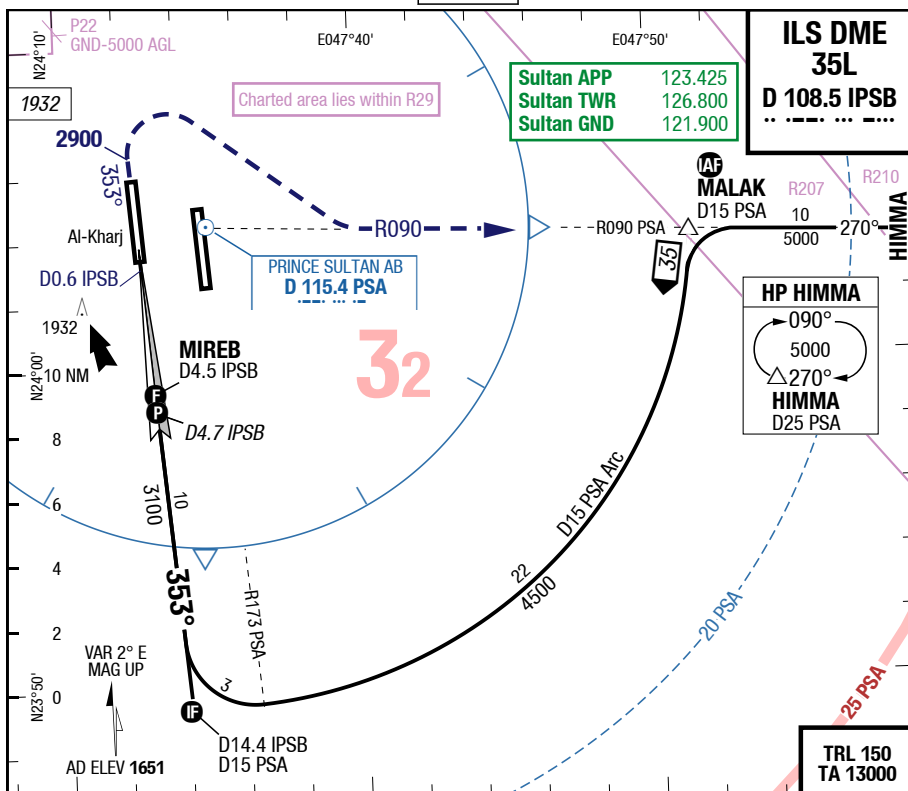 P22
GND-5000 AGL
N24°10'
E047°40'
E047°50'
ILS DME
35L
D 108.5 IPSB
Sultan APP 123.425
Sultan TWR 126.800
Sultan GND 121.900
1932
Charted area lies within R29
2900
353°
IAF
MALAK
D15 PSA
R207
R210
10
5000
270°
HIMMA
R090 PSA
R090
Al-Kharj
35
D0.6 IPSB
PRINCE SULTAN AB
D 115.4 PSA
HP HIMMA
090°
5000
270°
HIMMA
D25 PSA
1932
32
MIREB
D4.5 IPSB
F
P
D4.7 IPSB
N24°00'
10 NM
8
6
4
2
0
10
3100
353°
R173 PSA
D15 PSA Arc
22
4500
20 PSA
25 PSA
3
VAR 2° E
MAG UP
N23°50'
IF
D14.4 IPSB
D15 PSA
AD ELEV 1651
TRL 150
TA 13000